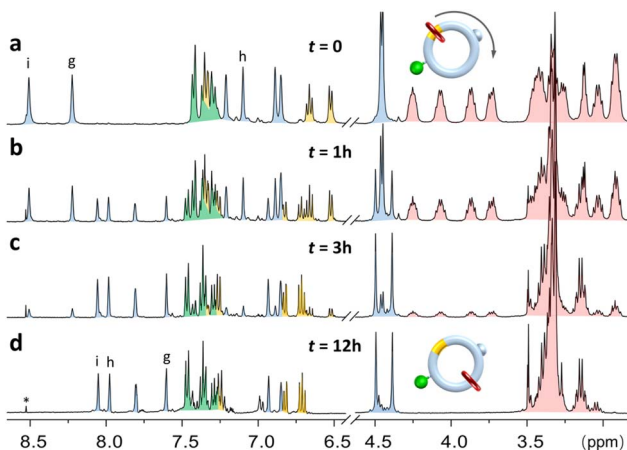 a
i
g
h
t = 0
b
t = 1h
c
t = 3h
d
i
h
g
t = 12h
*
8.5 8.0 7.5 7.0 6.5 4.5 4.0 3.5 (ppm)